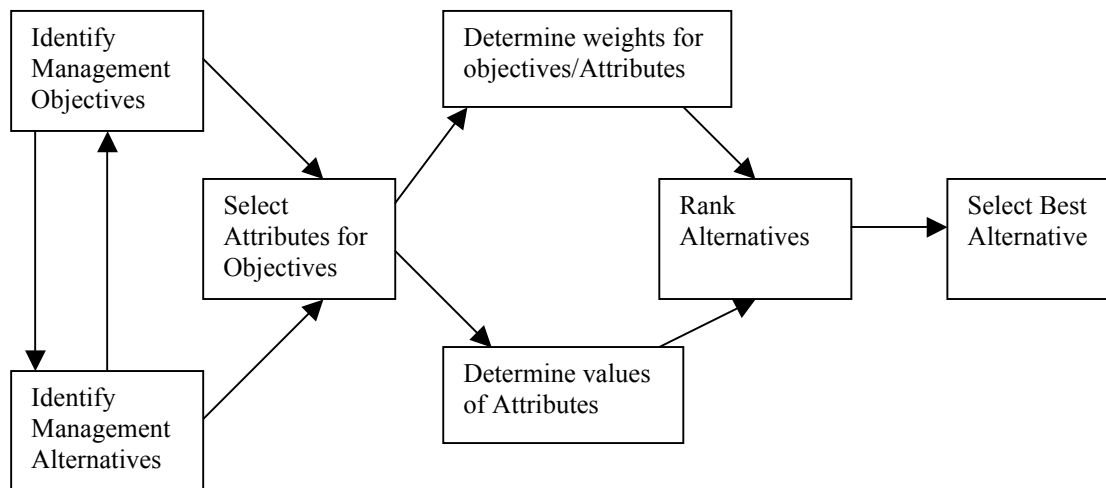 Identify
Management
Objectives
Determine weights for
objectives/Attributes
Select
Attributes for
Objectives
Rank
Alternatives
Select Best
Alternative
Identify
Management
Alternatives
Determine values
of Attributes